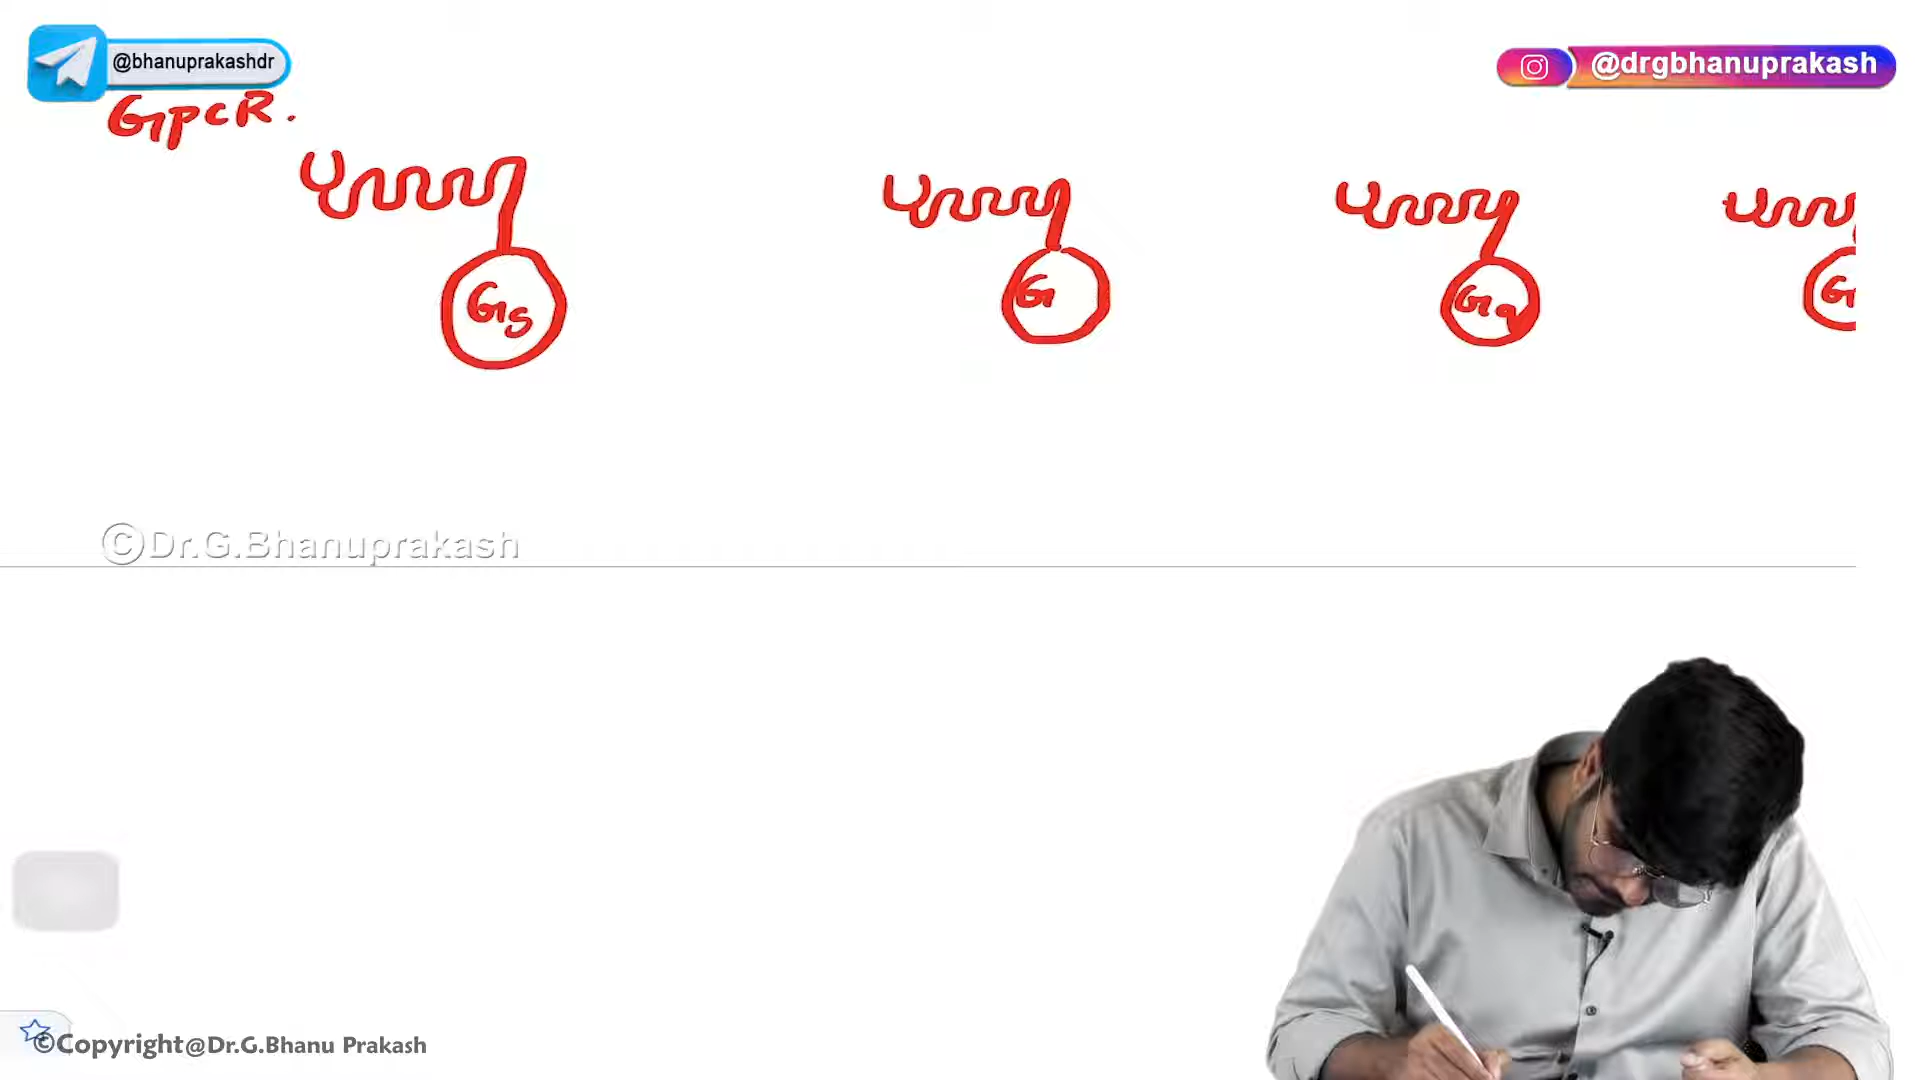 @bhanuprakashdr
@drgbhanuprakash
GPCR.
Gs
G
Gq
G
©Dr.G.Bhanuprakash
©Copyright@Dr.G.Bhanu Prakash